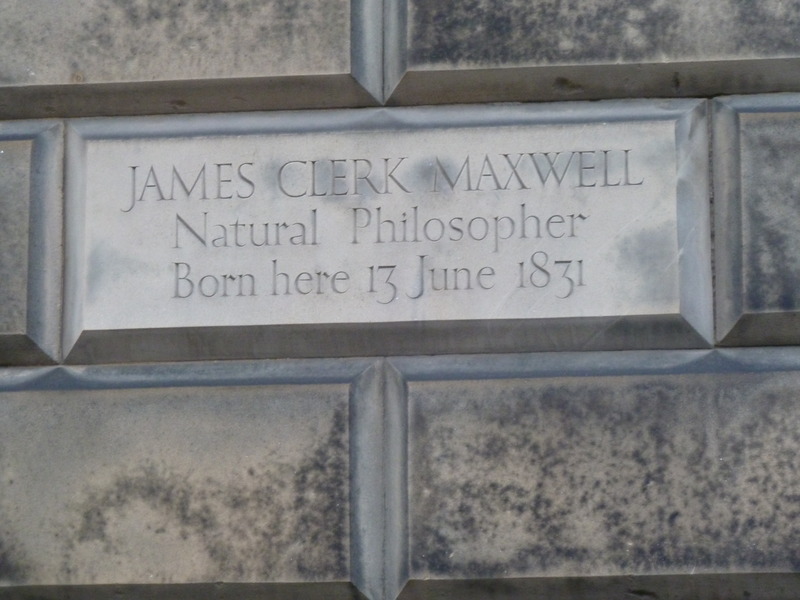 JAMES CLERK MAXWELL
Natural Philosopher
Born here 13 June 1831